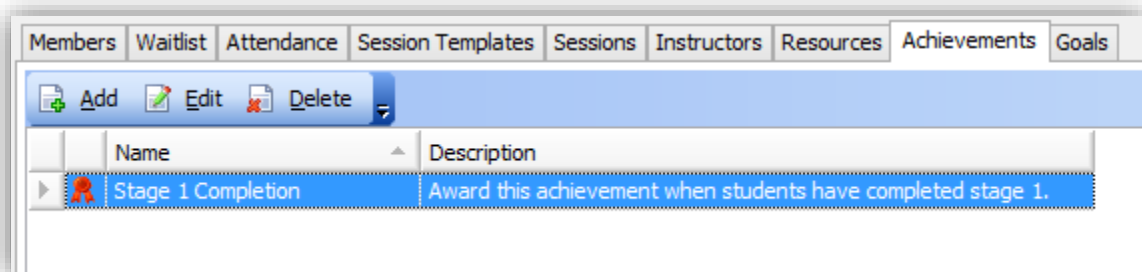 Members Waitlist Attendance Session Templates Sessions Instructors Resources Achievements Goals
Add Edit Delete
Name Description
Stage 1 Completion Award this achievement when students have completed stage 1.